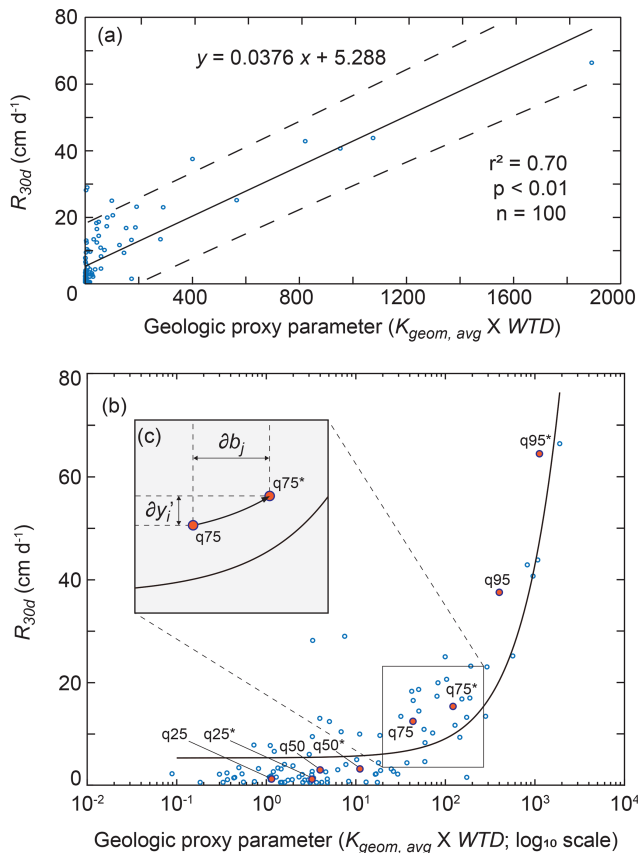 (a)
y = 0.0376 x + 5.288
r² = 0.70
p < 0.01
n = 100
R30d (cm d-1)
80
60
40
20
0
400 800 1200 1600 2000
Geologic proxy parameter (Kgeom, avg X WTD)
(b)
(c)
∂bj
q75*
∂yi'
q75
q95*
q95
q75*
q75
q25 q25* q50 q50*
R30d (cm d-1)
80
60
40
20
0
10-2 10-1 100 101 102 103 104
Geologic proxy parameter (Kgeom, avg X WTD; log10 scale)